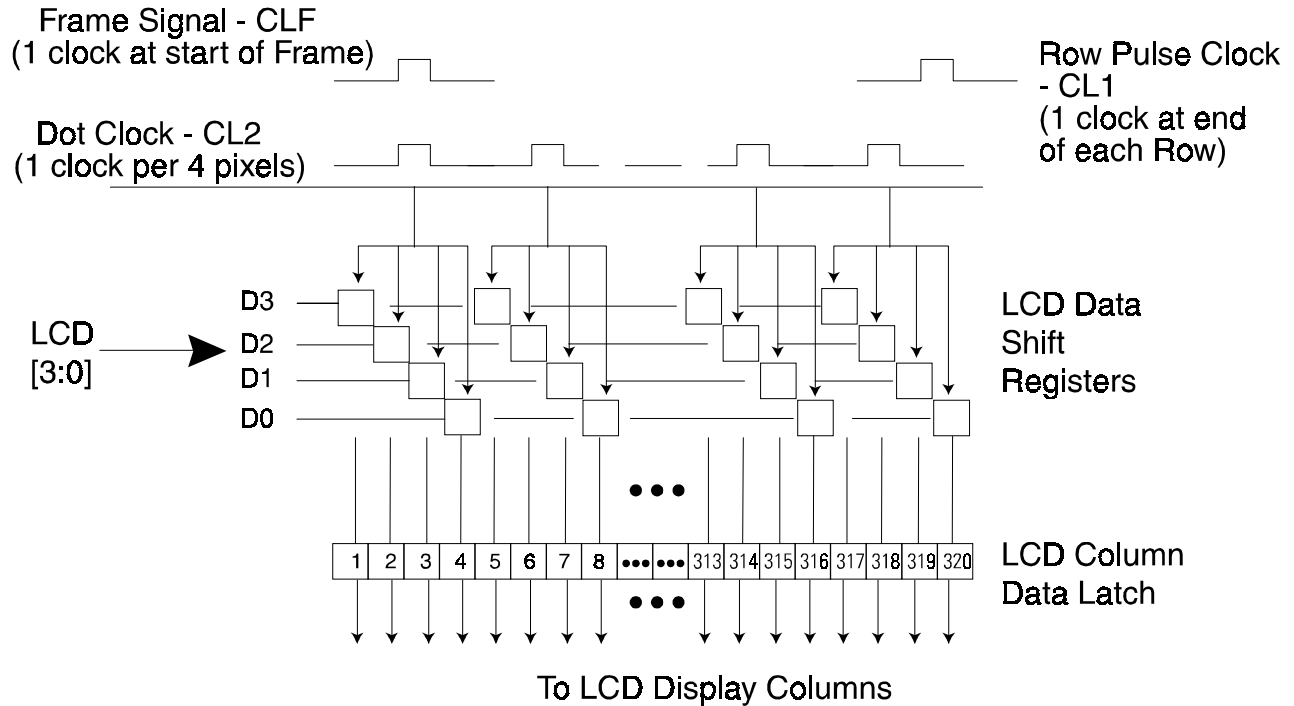 Frame Signal - CLF
(1 clock at start of Frame)
Row Pulse Clock
- CL1
(1 clock at end
of each Row)
Dot Clock - CL2
(1 clock per 4 pixels)
LCD
[3:0]
D3
D2
D1
D0
LCD Data
Shift
Registers
1 2 3 4 5 6 7 8 ••• ••• 313 314 315 316 317 318 319 320
LCD Column
Data Latch
To LCD Display Columns